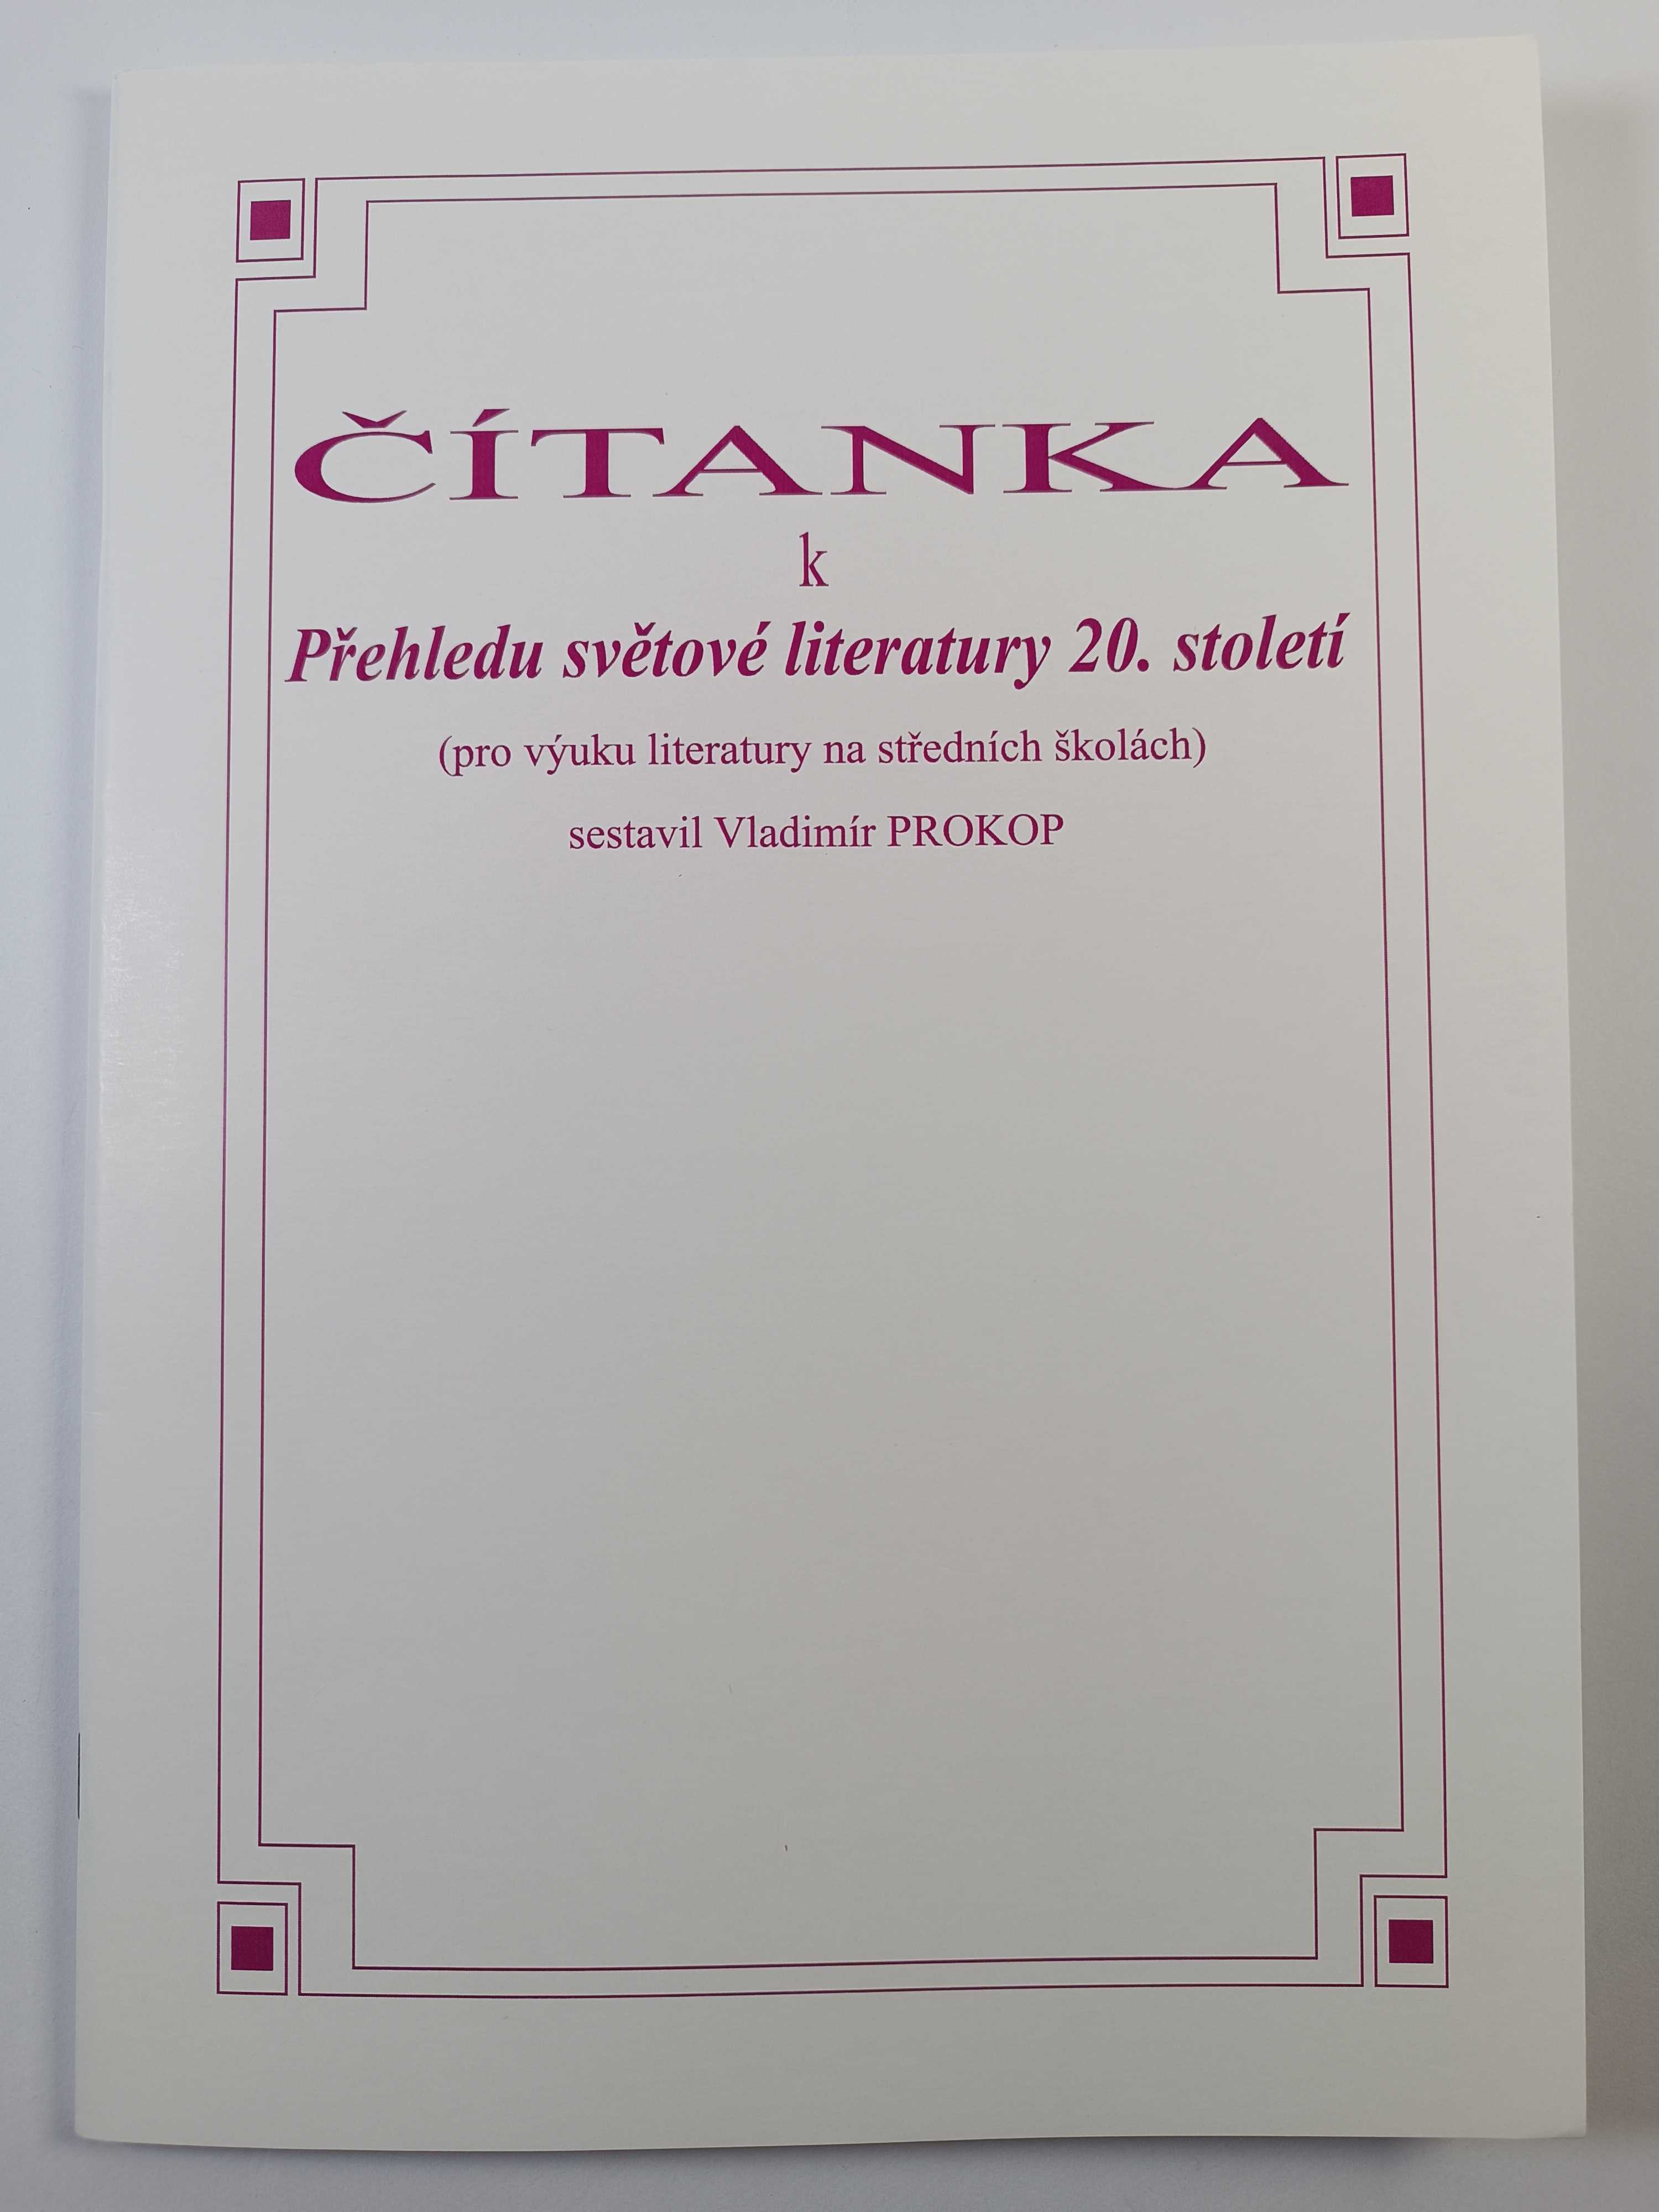 ČÍTANKA
k
Přehledu světové literatury 20. století
(pro výuku literatury na středních školách)
sestavil Vladimír PROKOP